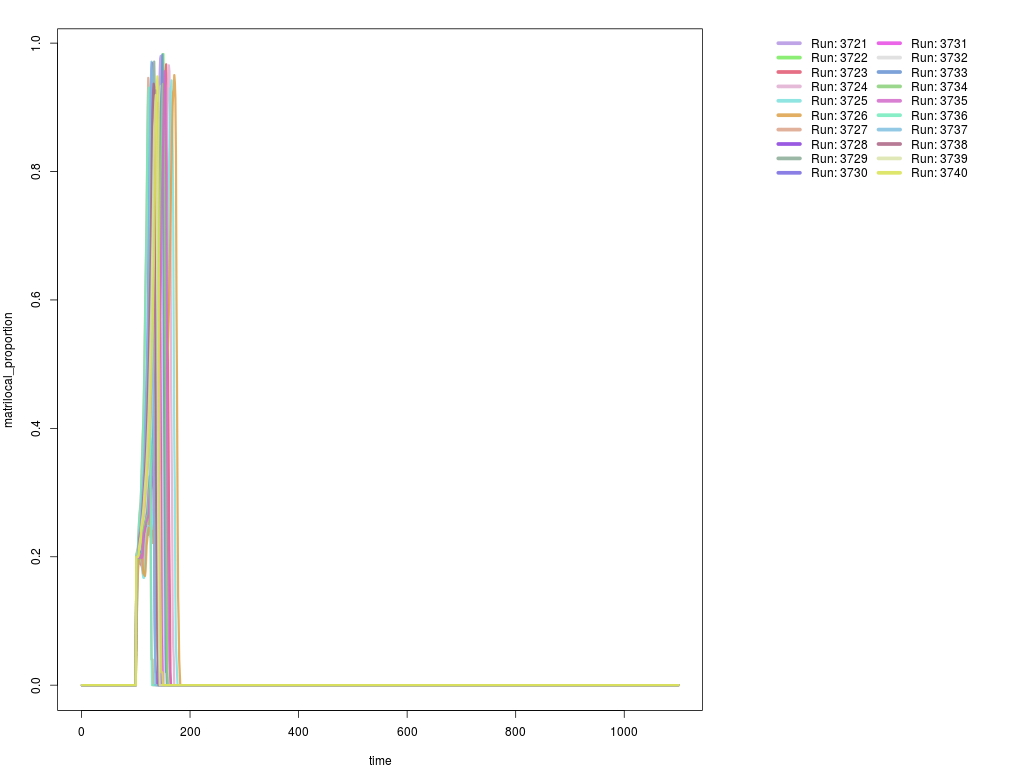 1.0
0.8
0.6
0.4
0.2
0.0
matrilocal_proportion
0 200 400 600 800 1000
time
Run: 3721 Run: 3731
Run: 3722 Run: 3732
Run: 3723 Run: 3733
Run: 3724 Run: 3734
Run: 3725 Run: 3735
Run: 3726 Run: 3736
Run: 3727 Run: 3737
Run: 3728 Run: 3738
Run: 3729 Run: 3739
Run: 3730 Run: 3740